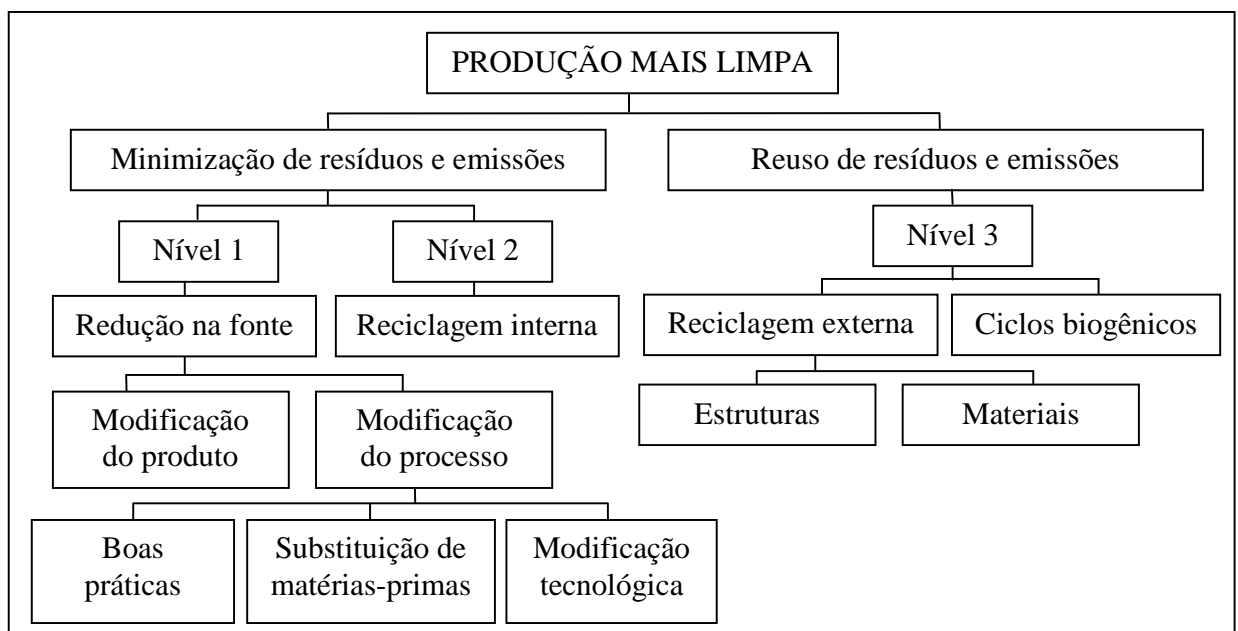 PRODUÇÃO MAIS LIMPA
Minimização de resíduos e emissões
Reuso de resíduos e emissões
Nível 1
Nível 2
Nível 3
Redução na fonte
Reciclagem interna
Reciclagem externa
Ciclos biogênicos
Modificação
do produto
Modificação
do processo
Estruturas
Materiais
Boas
práticas
Substituição de
matérias-primas
Modificação
tecnológica